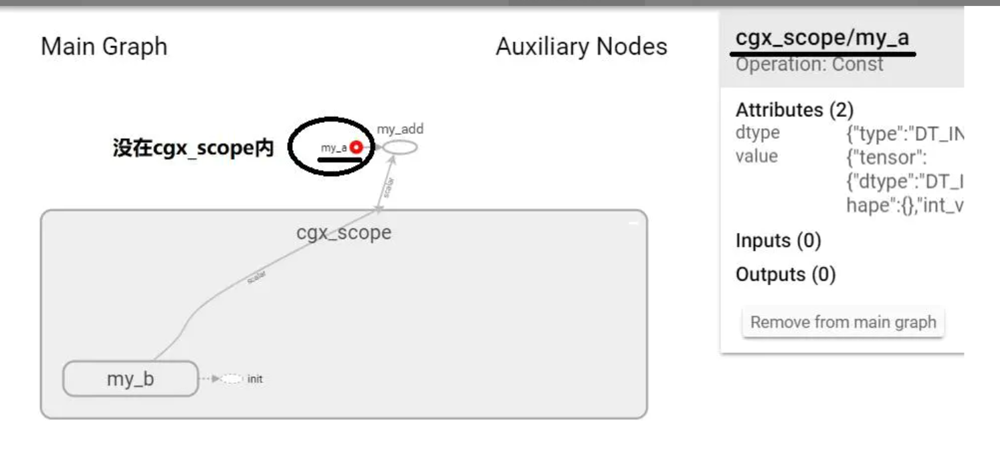 Main Graph
Auxiliary Nodes
没在cgx_scope内
my_a
my_add
scalar
cgx_scope
scalar
my_b
init
cgx_scope/my_a
Operation: Const
Attributes (2)
dtype {"type":"DT_IN
value {"tensor":
{"dtype":"DT_I
hape":{},"int_v
Inputs (0)
Outputs (0)
Remove from main graph